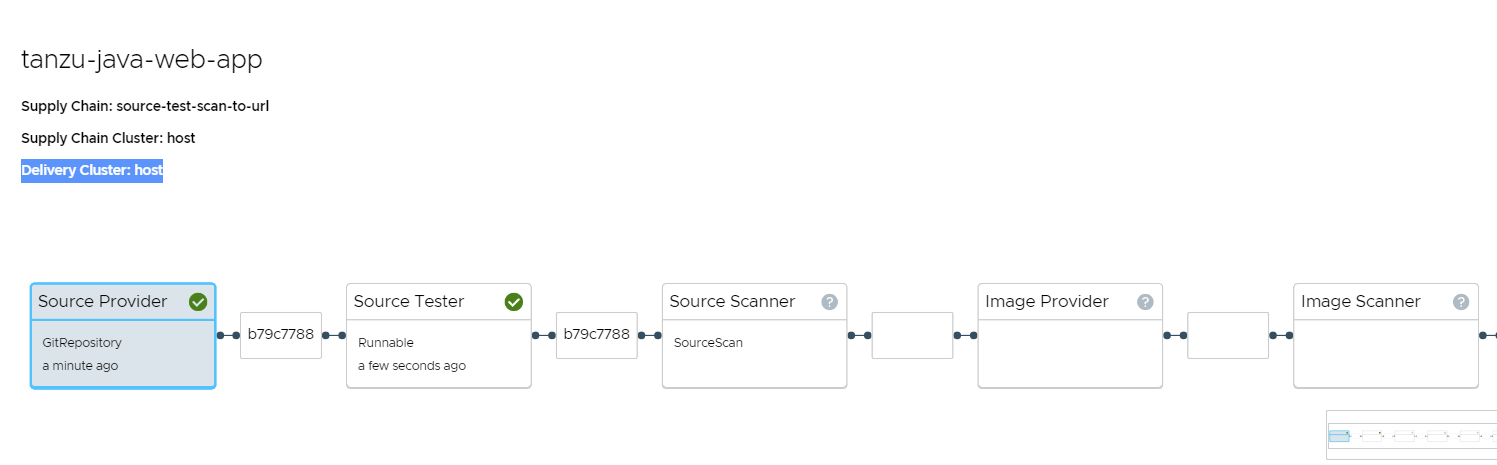 tanzu-java-web-app
Supply Chain: source-test-scan-to-url
Supply Chain Cluster: host
Delivery Cluster: host
Source Provider
GitRepository
a minute ago
b79c7788
Source Tester
Runnable
a few seconds ago
b79c7788
Source Scanner ?
SourceScan
Image Provider ?
Image Scanner ?